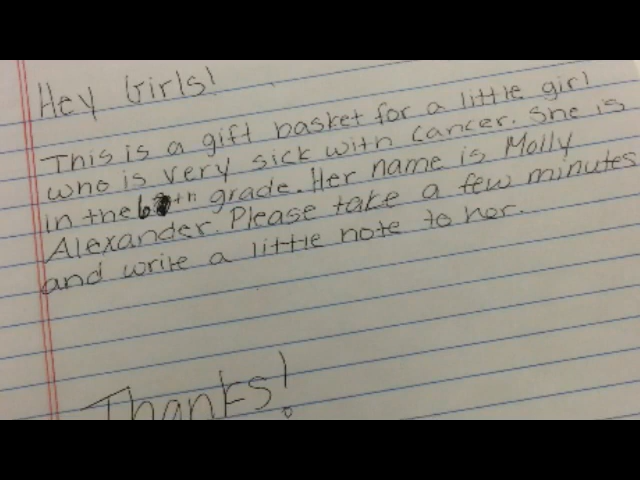 Hey Girls!
This is a gift basket for a little girl
who is very sick with cancer. She is
in the 6th grade. Her name is Molly
Alexander. Please take a few minutes
and write a little note to her.
Thanks!